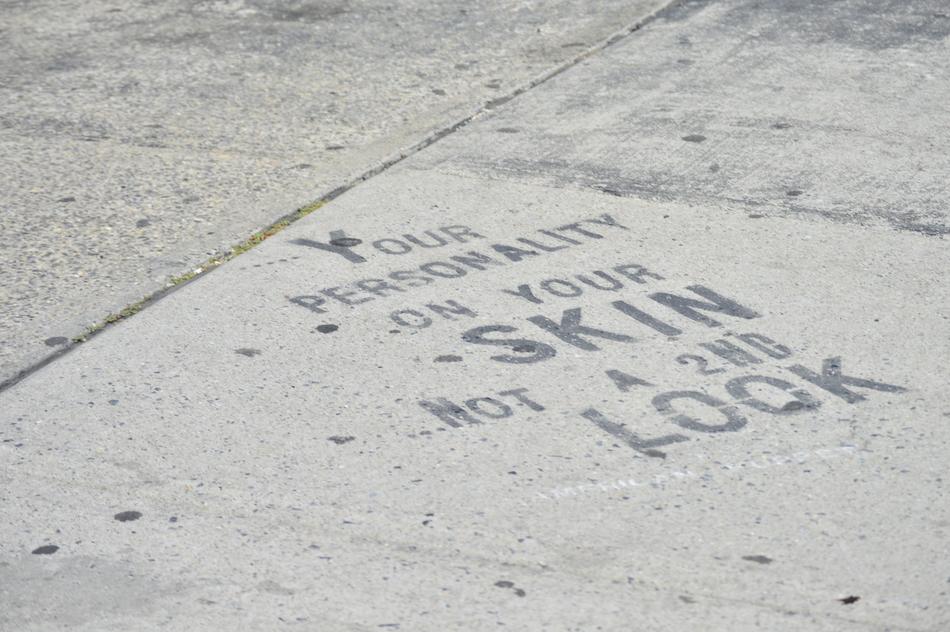 YOUR
PERSONALITY
ON YOUR
SKIN
NOT A 2ND
LOOK